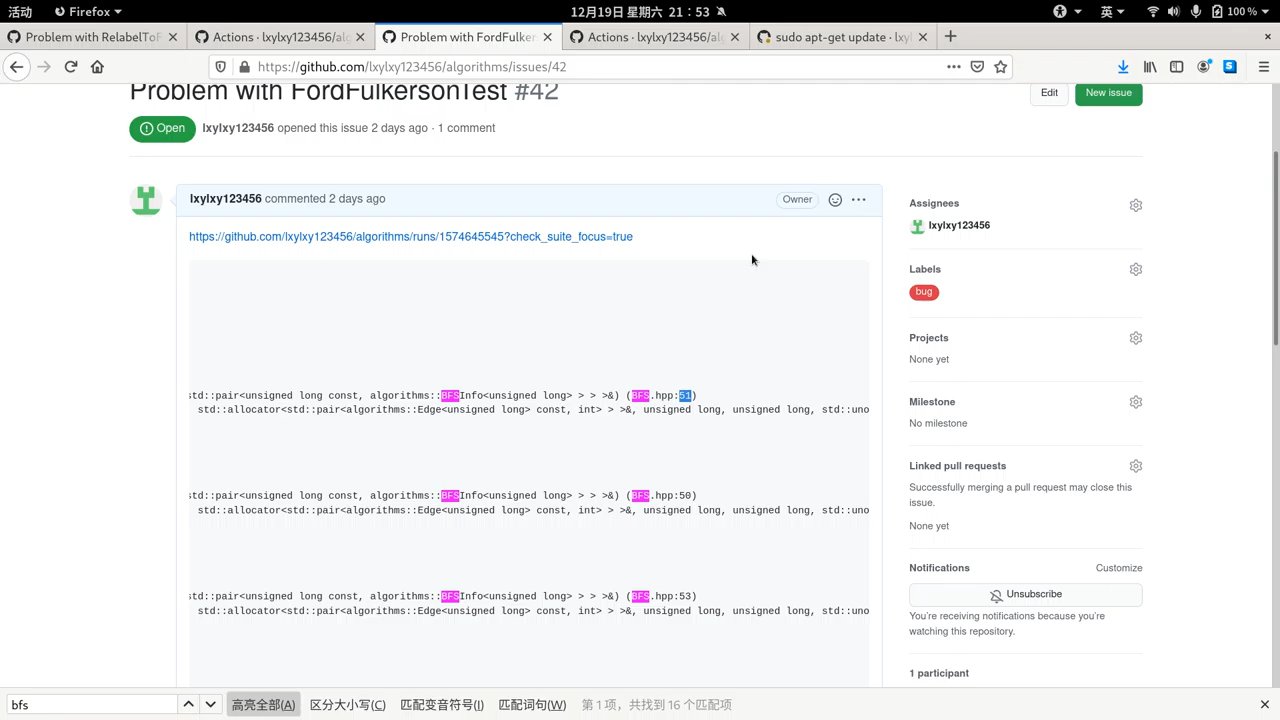 活动 Firefox 12月19日 星期六 21：53 英 100 %
Problem with RelabelToF Actions · lxylxy123456/alg Problem with FordFulker Actions · lxylxy123456/alg sudo apt-get update · lxy
https://github.com/lxylxy123456/algorithms/issues/42
Problem with FordFulkersonTest #42
Edit New issue
Open lxylxy123456 opened this issue 2 days ago · 1 comment
lxylxy123456 commented 2 days ago Owner
https://github.com/lxylxy123456/algorithms/runs/1574645545?check_suite_focus=true
std::pair<unsigned long const, algorithms::BFSInfo<unsigned long> > > >&) (BFS.hpp:51)
std::allocator<std::pair<algorithms::Edge<unsigned long> const, int> > >&, unsigned long, unsigned long, std::uno
std::pair<unsigned long const, algorithms::BFSInfo<unsigned long> > > >&) (BFS.hpp:50)
std::allocator<std::pair<algorithms::Edge<unsigned long> const, int> > >&, unsigned long, unsigned long, std::uno
std::pair<unsigned long const, algorithms::BFSInfo<unsigned long> > > >&) (BFS.hpp:53)
std::allocator<std::pair<algorithms::Edge<unsigned long> const, int> > >&, unsigned long, unsigned long, std::uno
Assignees
lxylxy123456
Labels
bug
Projects
None yet
Milestone
No milestone
Linked pull requests
Successfully merging a pull request may close this
issue.
None yet
Notifications Customize
Unsubscribe
You're receiving notifications because you're
watching this repository.
1 participant
bfs 高亮全部(A) 区分大小写(C) 匹配变音符号(I) 匹配词句(W) 第 1 项，共找到 16 个匹配项